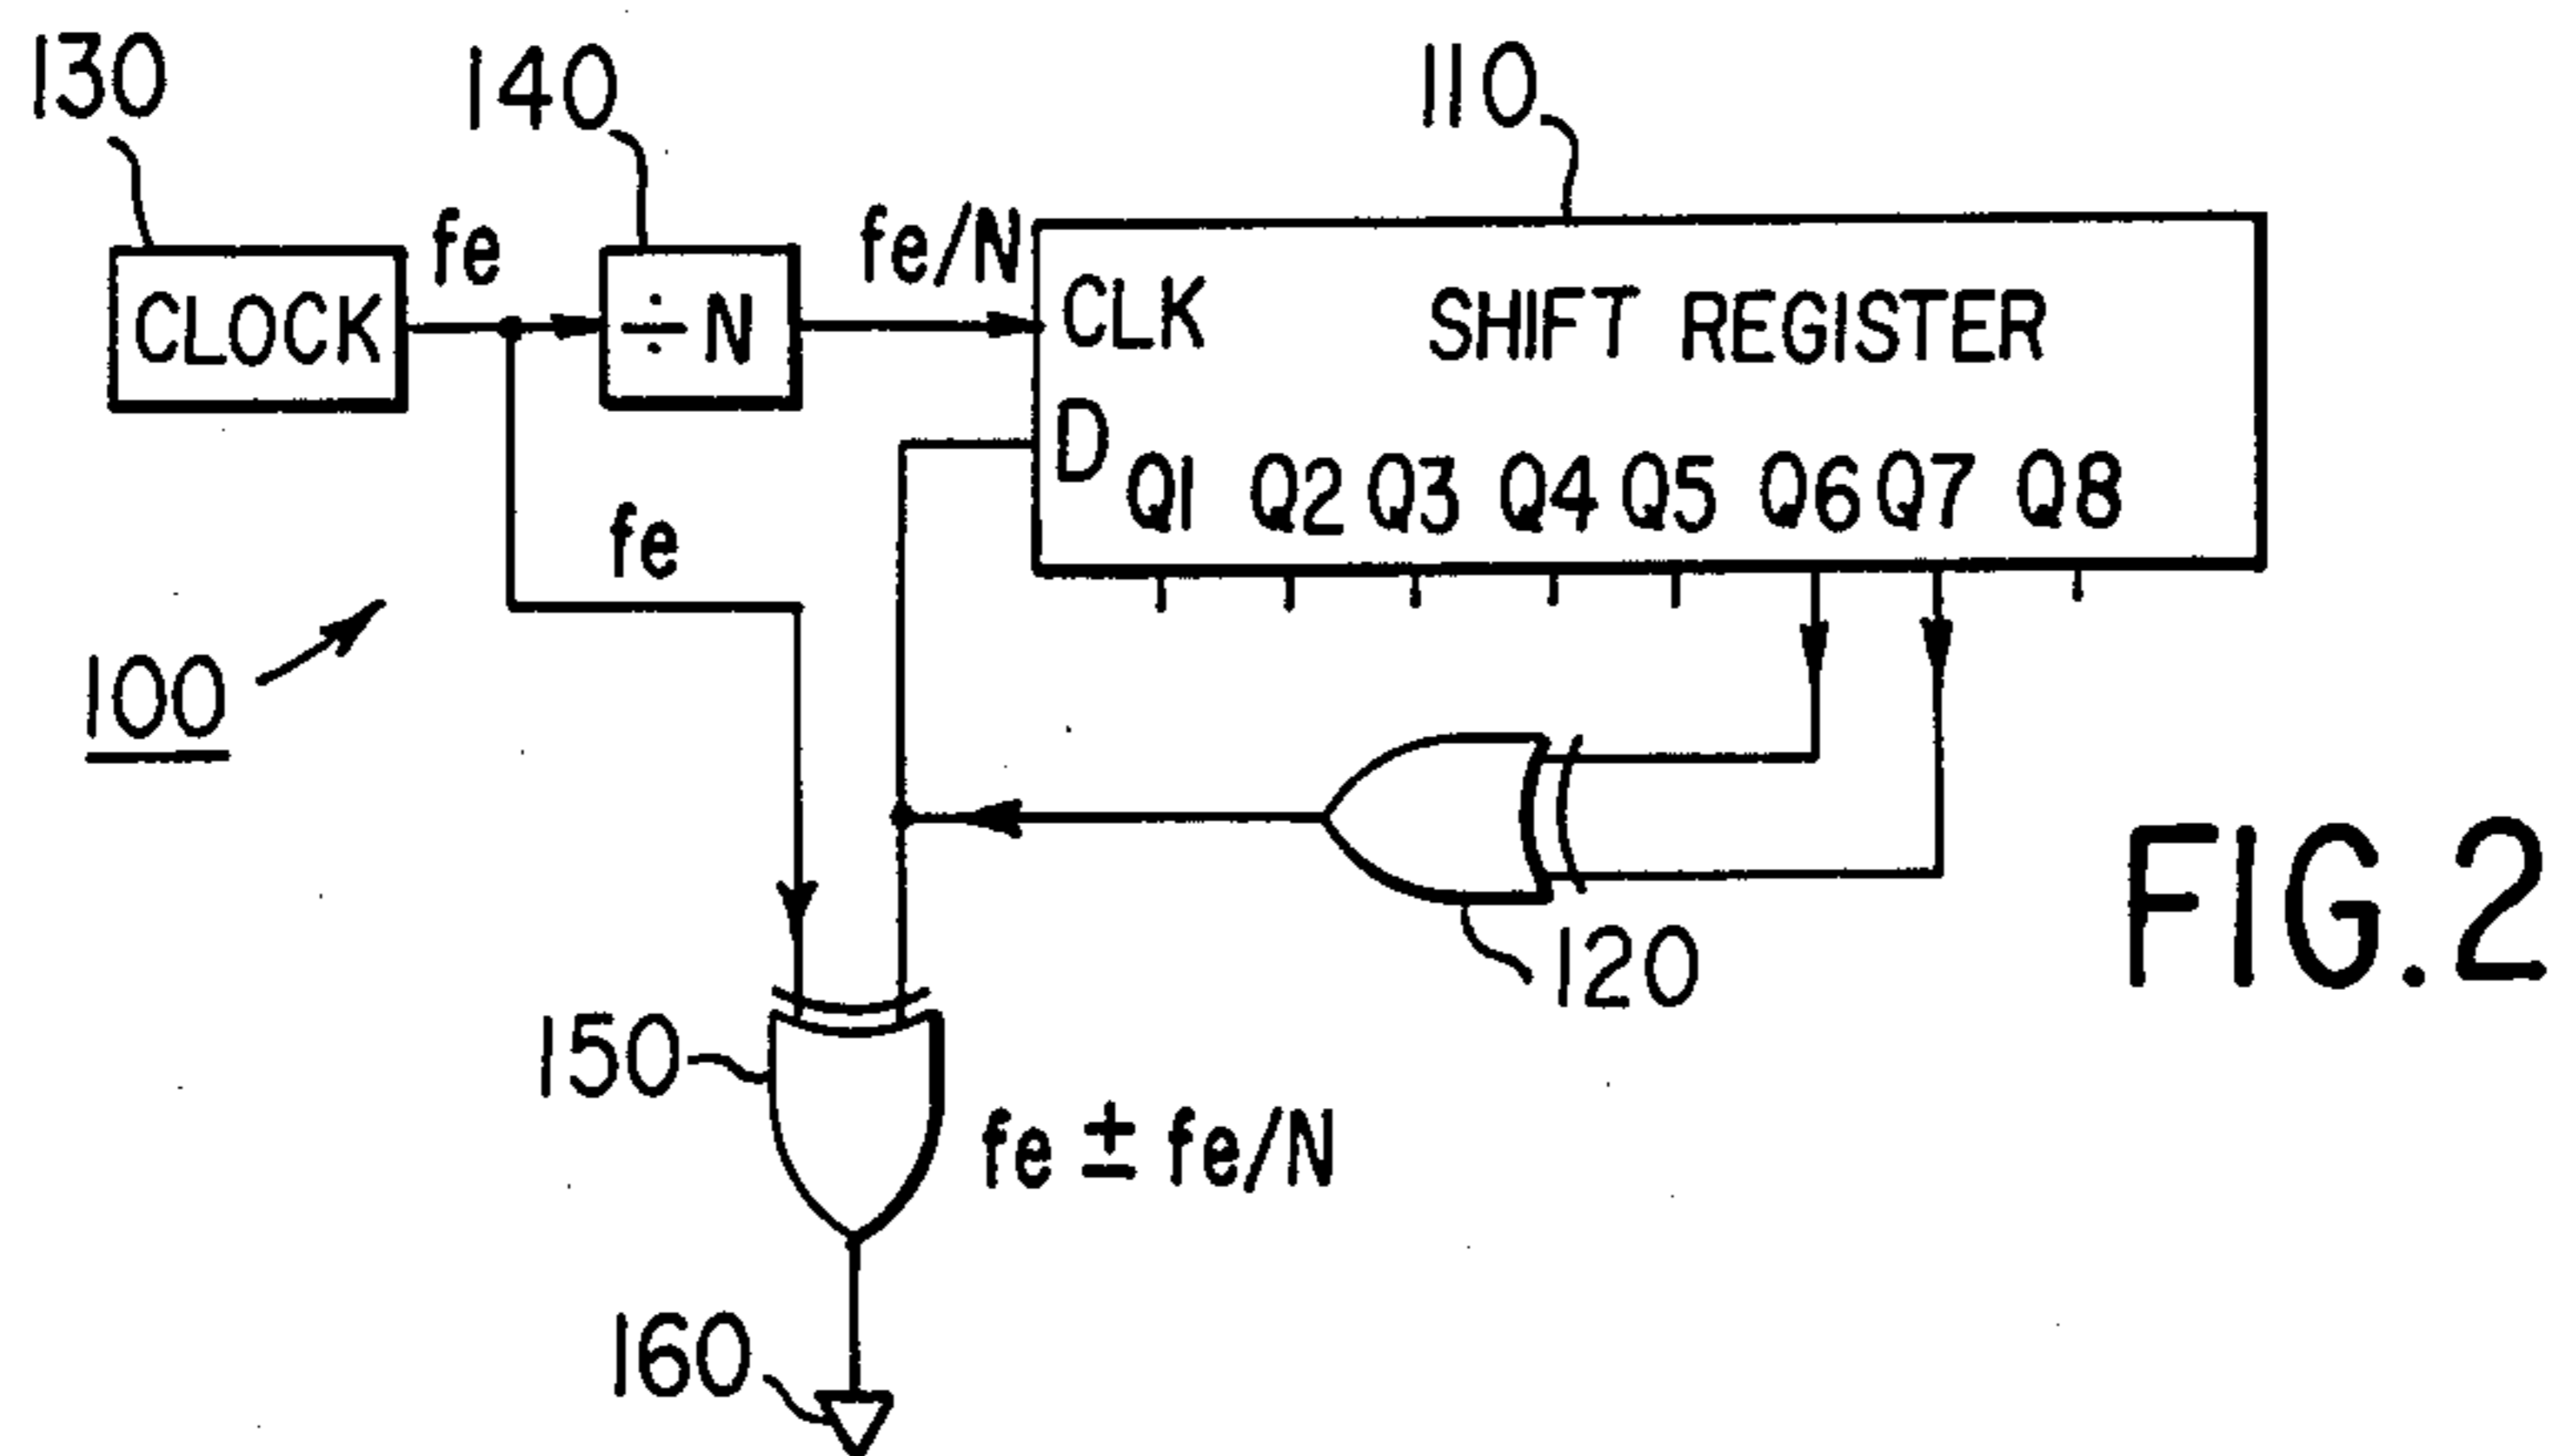 130
140
110
fe
fe/N
CLOCK
÷ N
CLK
SHIFT REGISTER
D
Q1 Q2 Q3 Q4 Q5 Q6 Q7 Q8
fe
100
120
FIG.2
150
fe ± fe/N
160